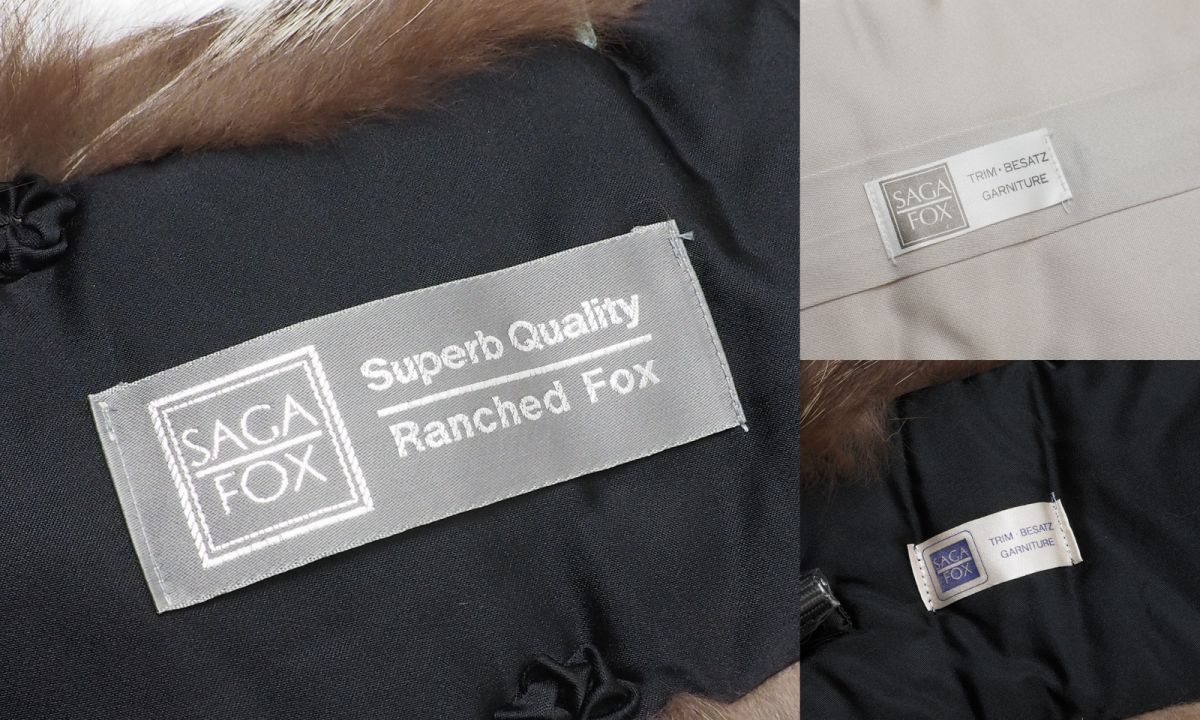 SAGA
FOX
Superb Quality
Ranched Fox
SAGA
FOX
TRIM·BESATZ
GARNITURE
SAGA
FOX
TRIM·BESATZ
GARNITURE